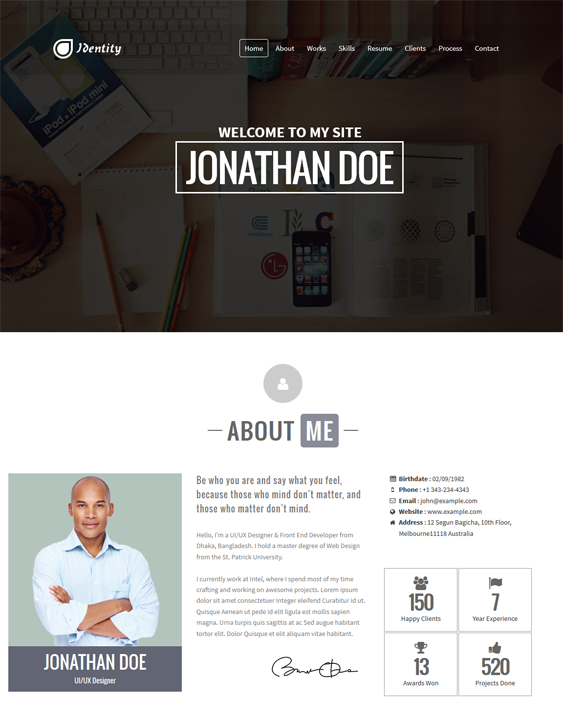 Identity
Home About Works Skills Resume Clients Process Contact
iPod
iPad mini
WELCOME TO MY SITE
JONATHAN DOE
LG
ABOUT ME
Be who you are and say what you feel,
because those who mind don't matter, and
those who matter don't mind.
Hello, I'm a UI/UX Designer & Front End Developer from
Dhaka, Bangladesh. I hold a master degree of Web Design
from the St. Patrick University.
I currently work at Intel, where I spend most of my time
crafting and working on awesome projects. Lorem ipsum
dolor sit amet consectetuer Integer eleifend Curabitur id ut.
Quisque Aenean ut pede id elit ligula est mollis sapien
magna. Urna turpis quis sagittis at ac Sed augue habitant
tortor elit. Dolor Quisque et elit aliquam vitae habitant.
Birthdate : 02/09/1982
Phone : +1 343-234-4343
Email : john@example.com
Website : www.example.com
Address : 12 Segun Bagicha, 10th Floor,
Melbourne11118 Australia
150
Happy Clients
7
Year Experience
13
Awards Won
520
Projects Done
JONATHAN DOE
UI/UX Designer